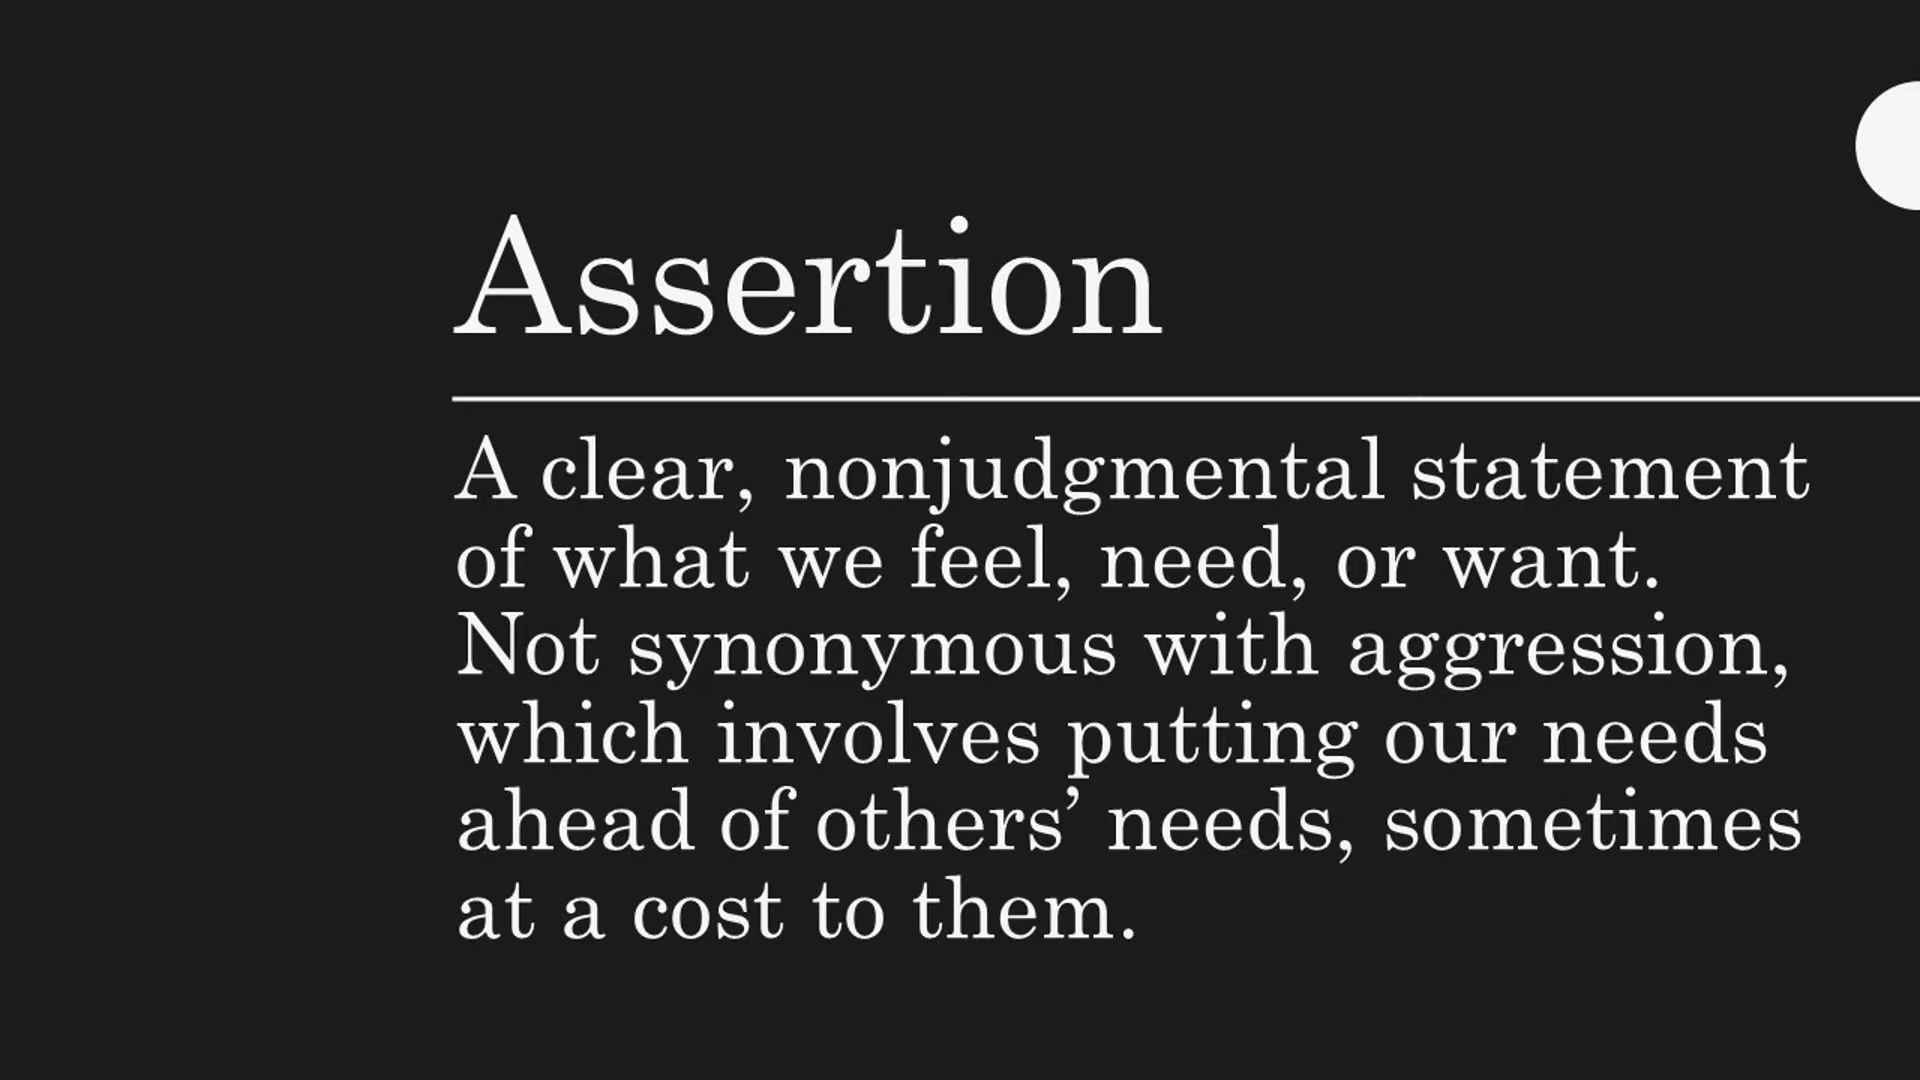 Assertion
A clear, nonjudgmental statement
of what we feel, need, or want.
Not synonymous with aggression,
which involves putting our needs
ahead of others’ needs, sometimes
at a cost to them.